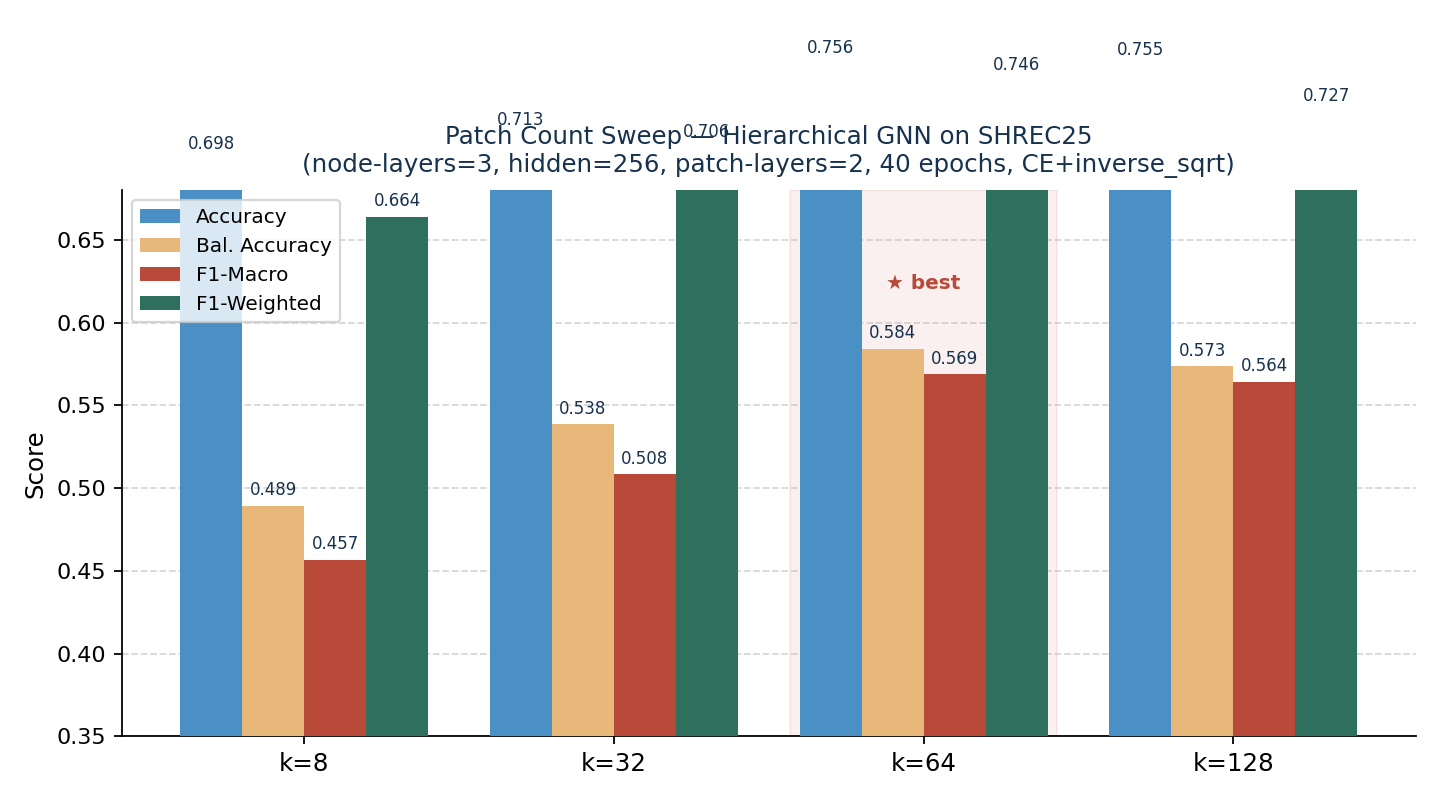 0.756
0.755
0.746
0.727
0.713
0.706
0.698
Patch Count Sweep — Hierarchical GNN on SHREC25
(node-layers=3, hidden=256, patch-layers=2, 40 epochs, CE+inverse_sqrt)
Accuracy
Bal. Accuracy
F1-Macro
F1-Weighted
0.664
★ best
0.584
0.569
0.573
0.564
0.538
0.508
0.489
0.457
Score
0.65
0.60
0.55
0.50
0.45
0.40
0.35
k=8
k=32
k=64
k=128